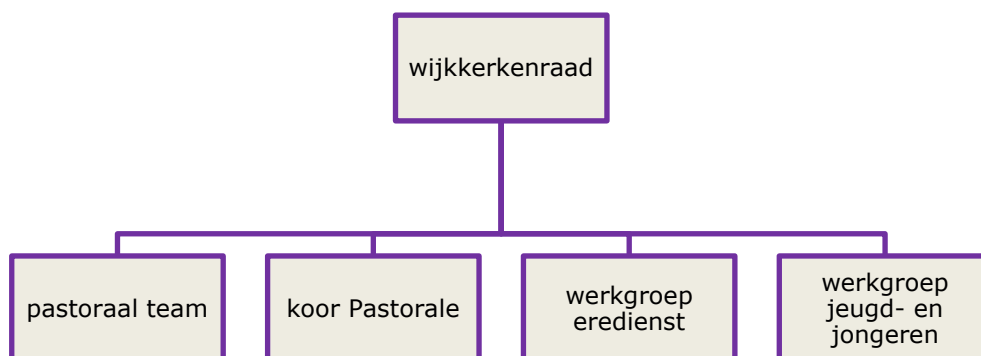 wijkkerkenraad
pastoraal team
koor Pastorale
werkgroep
eredienst
werkgroep
jeugd- en
jongeren